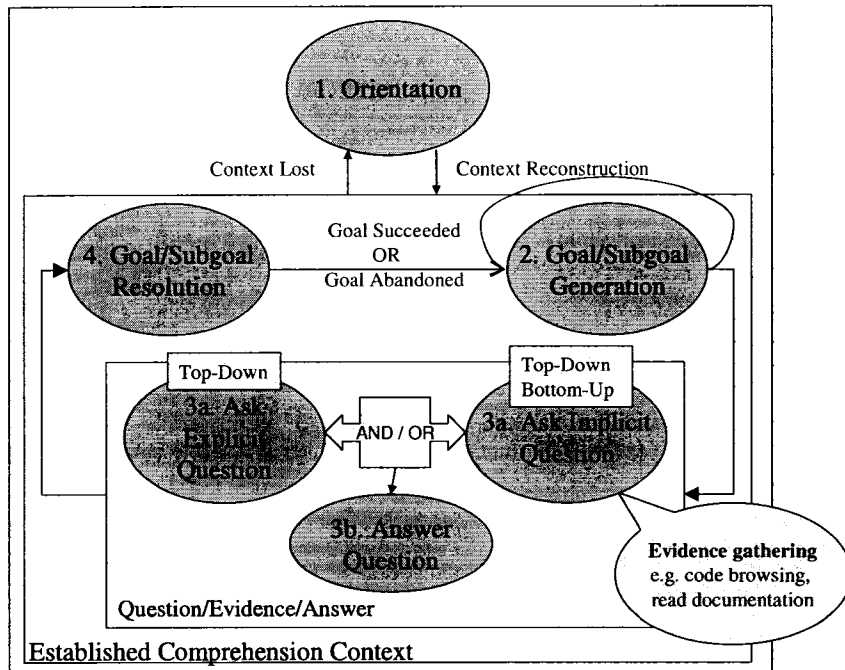 1. Orientation
Context Lost
Context Reconstruction
4. Goal/Subgoal
Resolution
Goal Succeeded
OR
Goal Abandoned
2. Goal/Subgoal
Generation
Top-Down
3a. Ask
Explicit
Question
AND / OR
Top-Down
Bottom-Up
3a. Ask Implicit
Question
3b. Answer
Question
Evidence gathering
e.g. code browsing,
read documentation
Question/Evidence/Answer
Established Comprehension Context